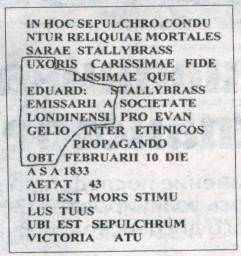 IN HOC SEPULCHRO CONDU
NTUR RELIQUIAE MORTALES
SARAE STALLYBRASS
UXORIS CARISSIMAE FIDE
LISSIMAE QUE
EDUARD: STALLYBRASS
EMISSARII A SOCIETATE
LONDINENSI PRO EVAN
GELIO INTER ETHNICOS
PROPAGANDO
OBT FEBRUARII 10 DIE
A S A 1833
AETAT 43
UBI EST MORS STIMU
LUS TUUS
UBI EST SEPULCHRUM
VICTORIA ATU